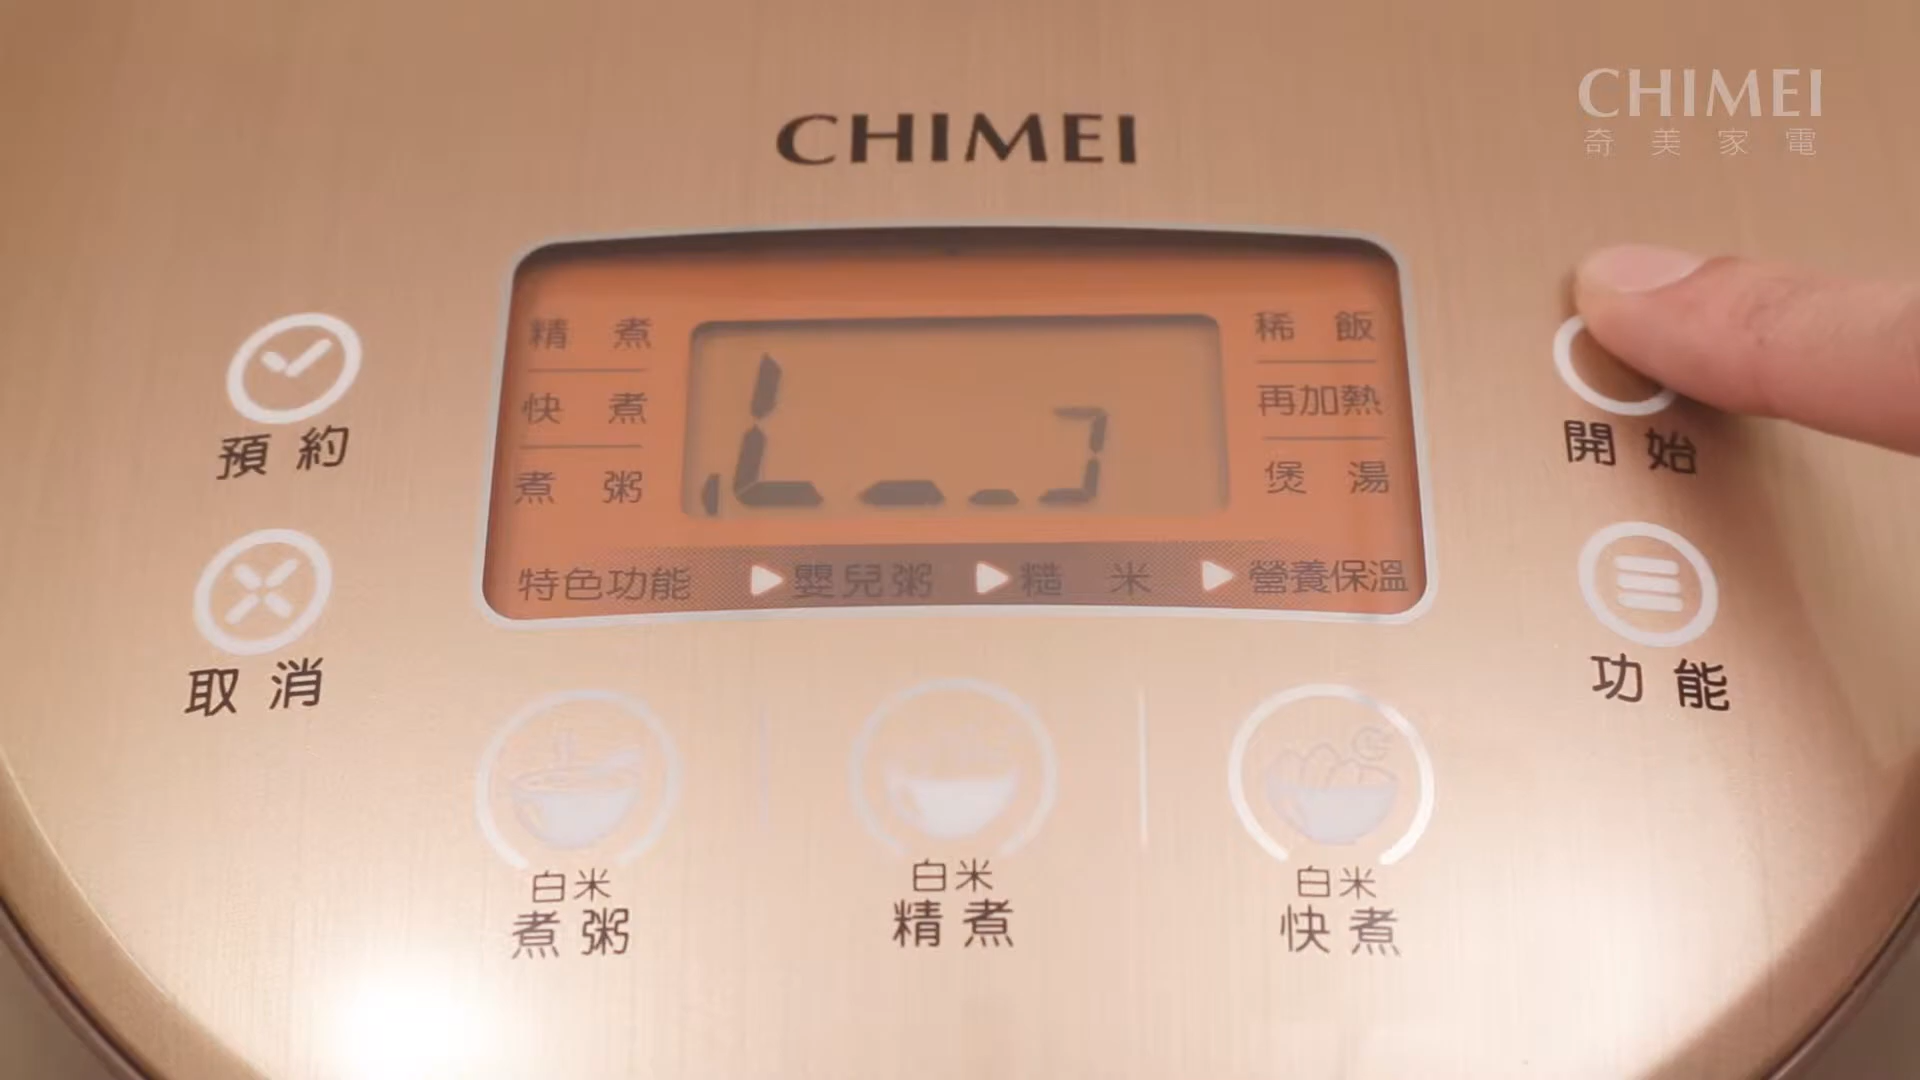 CHIMEI
奇美家電
CHIMEI
精煮
快煮
煮粥
稀飯
再加熱
煲湯
特色功能 嬰兒粥 糙米 營養保溫
預約
取消
開始
功能
白米
煮粥
白米
精煮
白米
快煮